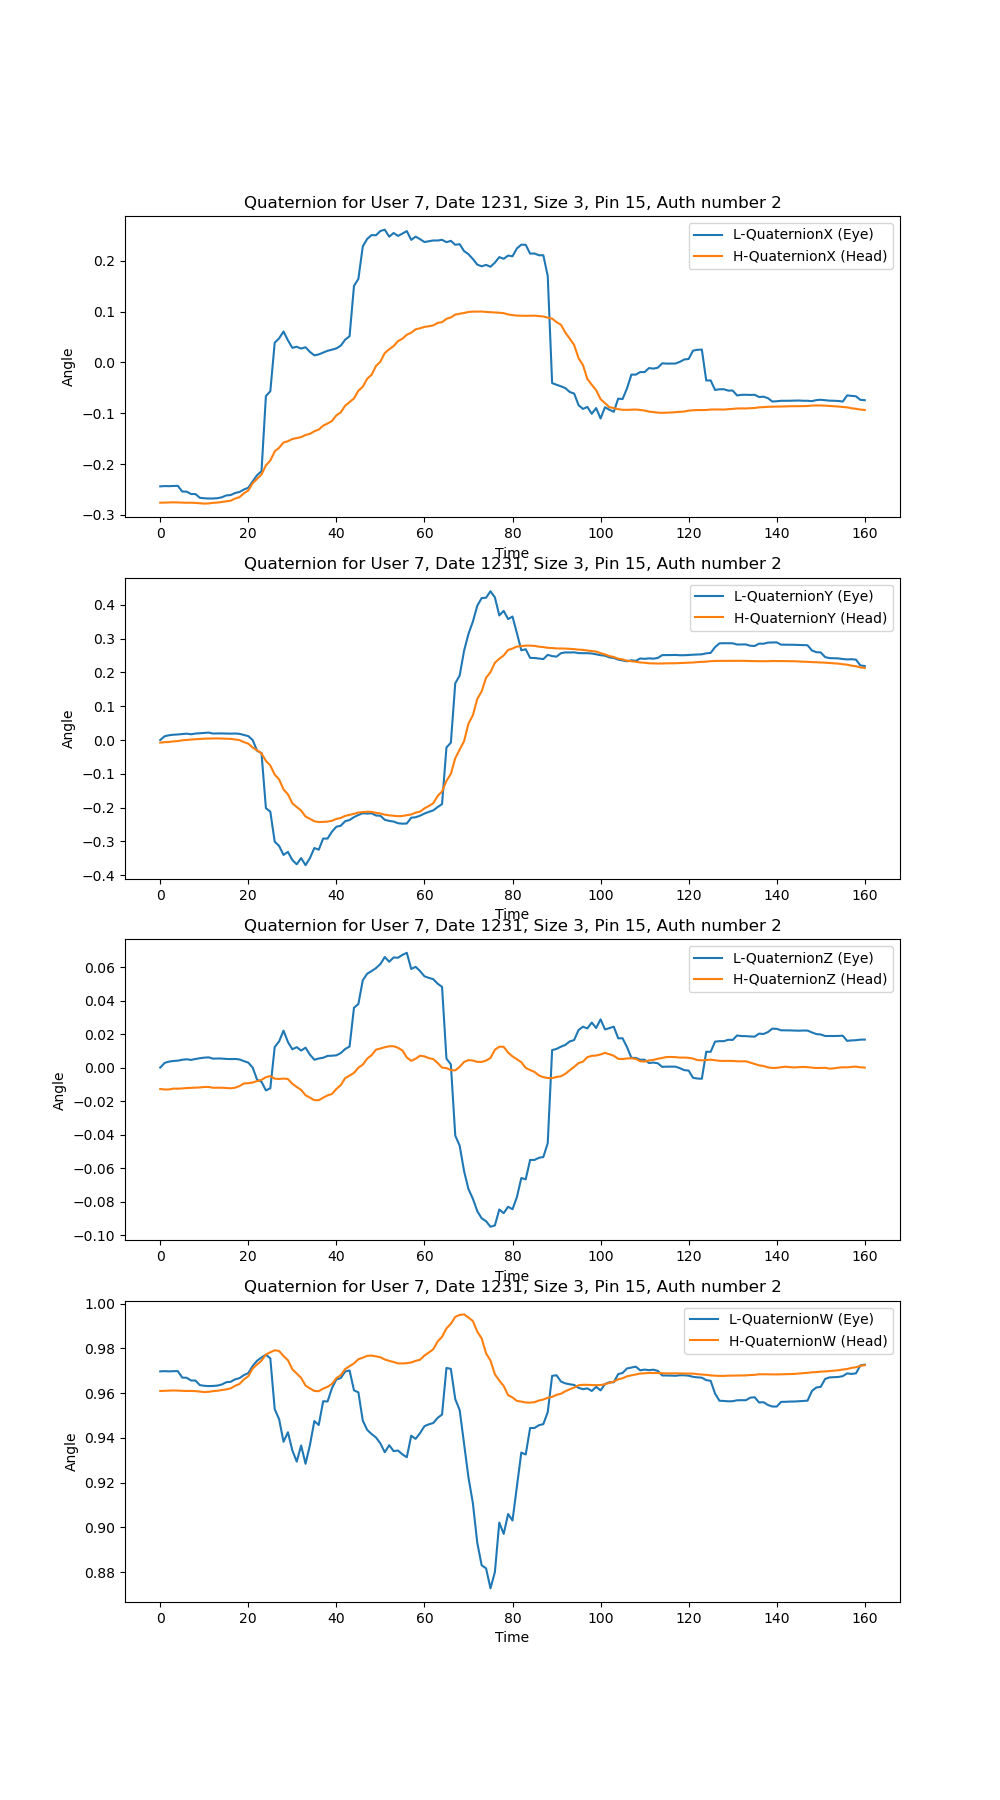 Quaternion for User 7, Date 1231, Size 3, Pin 15, Auth number 2
L-QuaternionX (Eye)
H-QuaternionX (Head)
0.2
0.1
0.0
−0.1
−0.2
−0.3
Angle
0 20 40 60 80 100 120 140 160
Time
Quaternion for User 7, Date 1231, Size 3, Pin 15, Auth number 2
L-QuaternionY (Eye)
H-QuaternionY (Head)
0.4
0.3
0.2
0.1
0.0
−0.1
−0.2
−0.3
−0.4
Angle
0 20 40 60 80 100 120 140 160
Time
Quaternion for User 7, Date 1231, Size 3, Pin 15, Auth number 2
L-QuaternionZ (Eye)
H-QuaternionZ (Head)
0.06
0.04
0.02
0.00
−0.02
−0.04
−0.06
−0.08
−0.10
Angle
0 20 40 60 80 100 120 140 160
Time
Quaternion for User 7, Date 1231, Size 3, Pin 15, Auth number 2
L-QuaternionW (Eye)
H-QuaternionW (Head)
1.00
0.98
0.96
0.94
0.92
0.90
0.88
Angle
0 20 40 60 80 100 120 140 160
Time